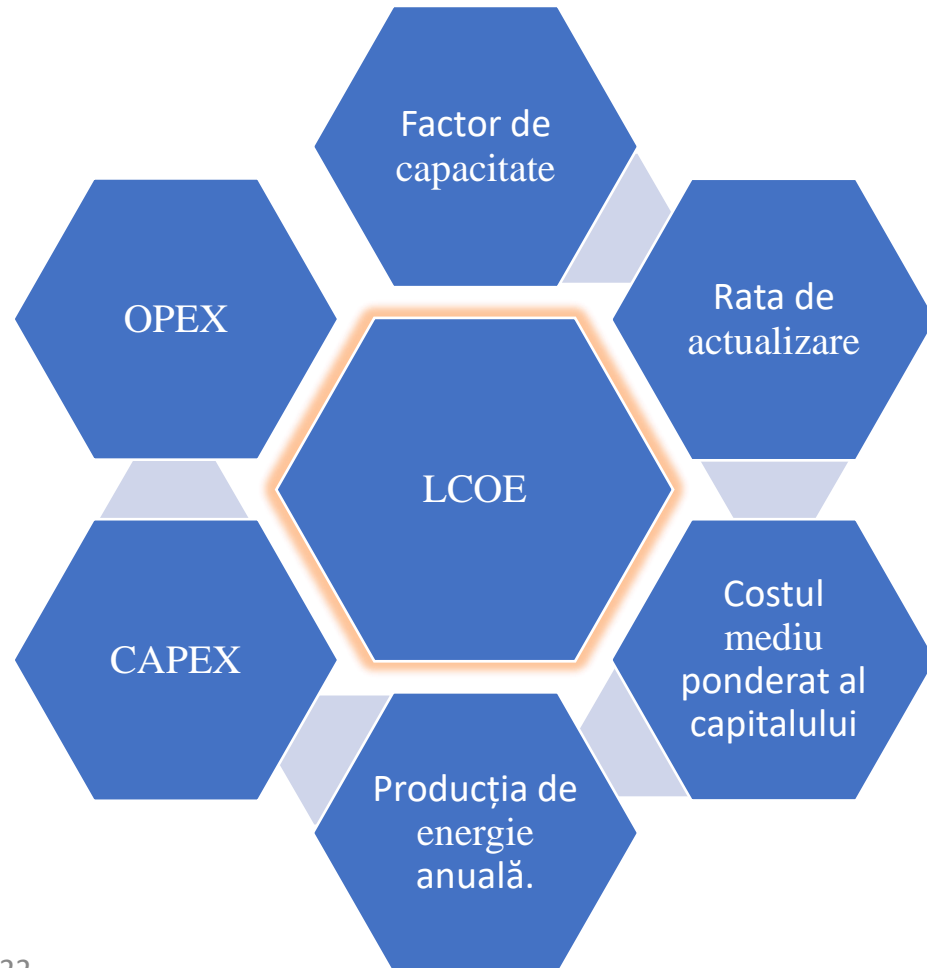 Factor de
capacitate
OPEX
Rata de
actualizare
LCOE
CAPEX
Costul
mediu
ponderat al
capitalului
Producția de
energie
anuală.